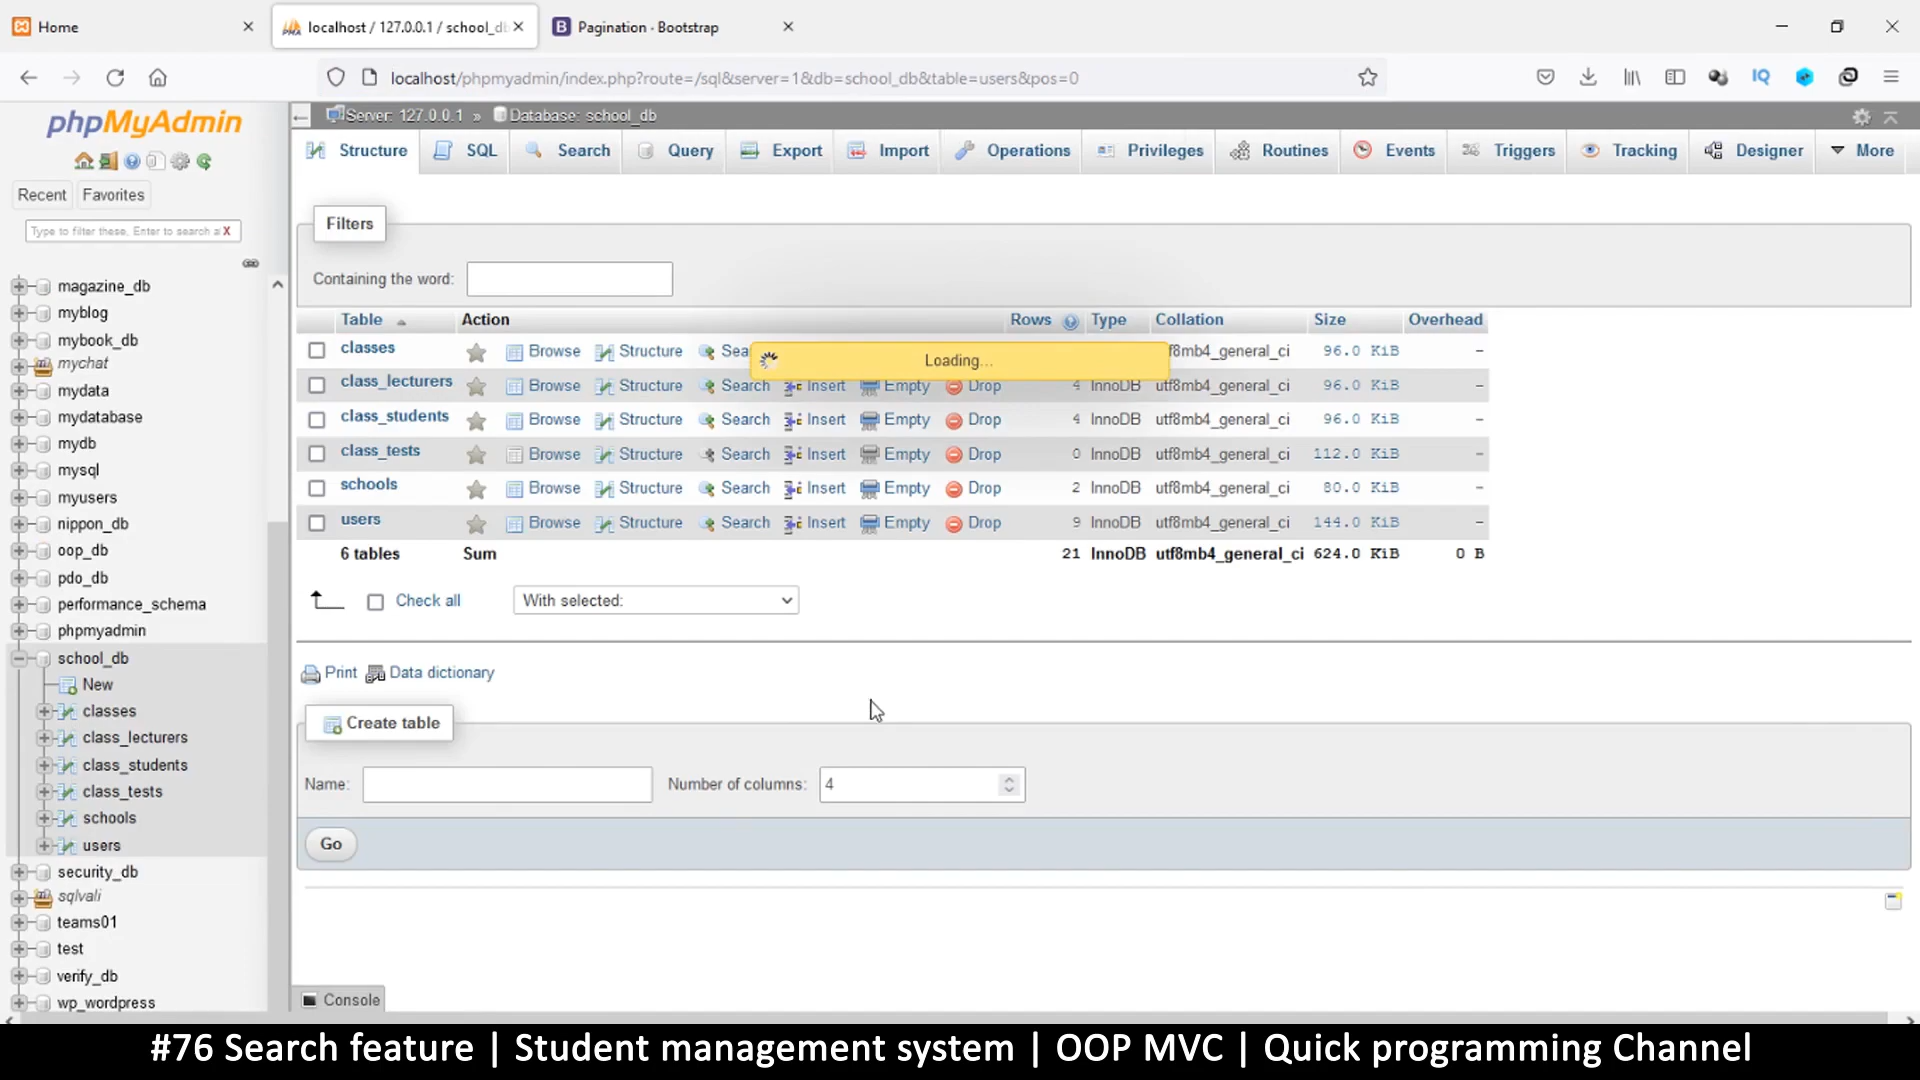 Home
localhost / 127.0.0.1 / school_d
Pagination · Bootstrap
localhost/phpmyadmin/index.php?route=/sql&server=1&db=school_db&table=users&pos=0
IQ
phpMyAdmin
Recent
Favorites
Type to filter these, Enter to search a X
magazine_db
myblog
mybook_db
mychat
mydata
mydatabase
mydb
mysql
myusers
nippon_db
oop_db
pdo_db
performance_schema
phpmyadmin
school_db
New
classes
class_lecturers
class_students
class_tests
schools
users
security_db
sqlvali
teams01
test
verify_db
wp_wordpress
Server: 127.0.0.1 » Database: school_db
Structure SQL Search Query Export Import Operations Privileges Routines Events Triggers Tracking Designer More
Filters
Containing the word:
Table Action Rows Type Collation Size Overhead
classes Browse Structure Sea f8mb4_general_ci 96.0 KiB -
Loading...
class_lecturers Browse Structure Search Insert Empty Drop 4 InnoDB utf8mb4_general_ci 96.0 KiB -
class_students Browse Structure Search Insert Empty Drop 4 InnoDB utf8mb4_general_ci 96.0 KiB -
class_tests Browse Structure Search Insert Empty Drop 0 InnoDB utf8mb4_general_ci 112.0 KiB -
schools Browse Structure Search Insert Empty Drop 2 InnoDB utf8mb4_general_ci 80.0 KiB -
users Browse Structure Search Insert Empty Drop 9 InnoDB utf8mb4_general_ci 144.0 KiB -
6 tables Sum 21 InnoDB utf8mb4_general_ci 624.0 KiB 0 B
Check all With selected:
Print Data dictionary
Create table
Name: Number of columns: 4
Go
Console
#76 Search feature | Student management system | OOP MVC | Quick programming Channel